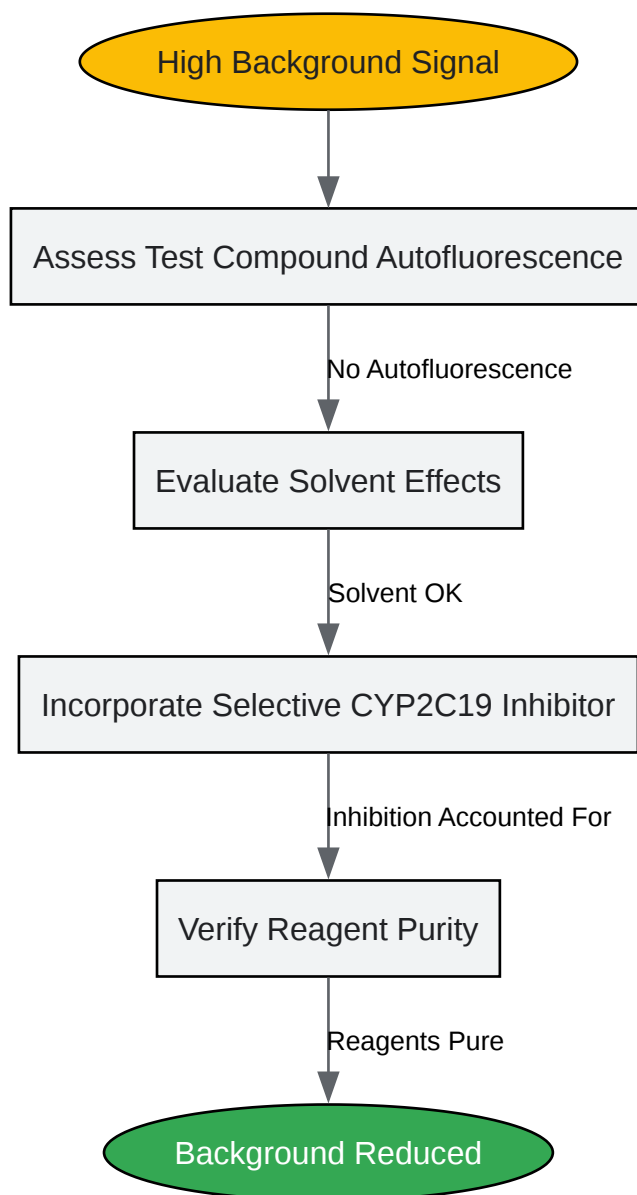 High Background Signal
Assess Test Compound Autofluorescence
No Autofluorescence
Evaluate Solvent Effects
Solvent OK
Incorporate Selective CYP2C19 Inhibitor
Inhibition Accounted For
Verify Reagent Purity
Reagents Pure
Background Reduced